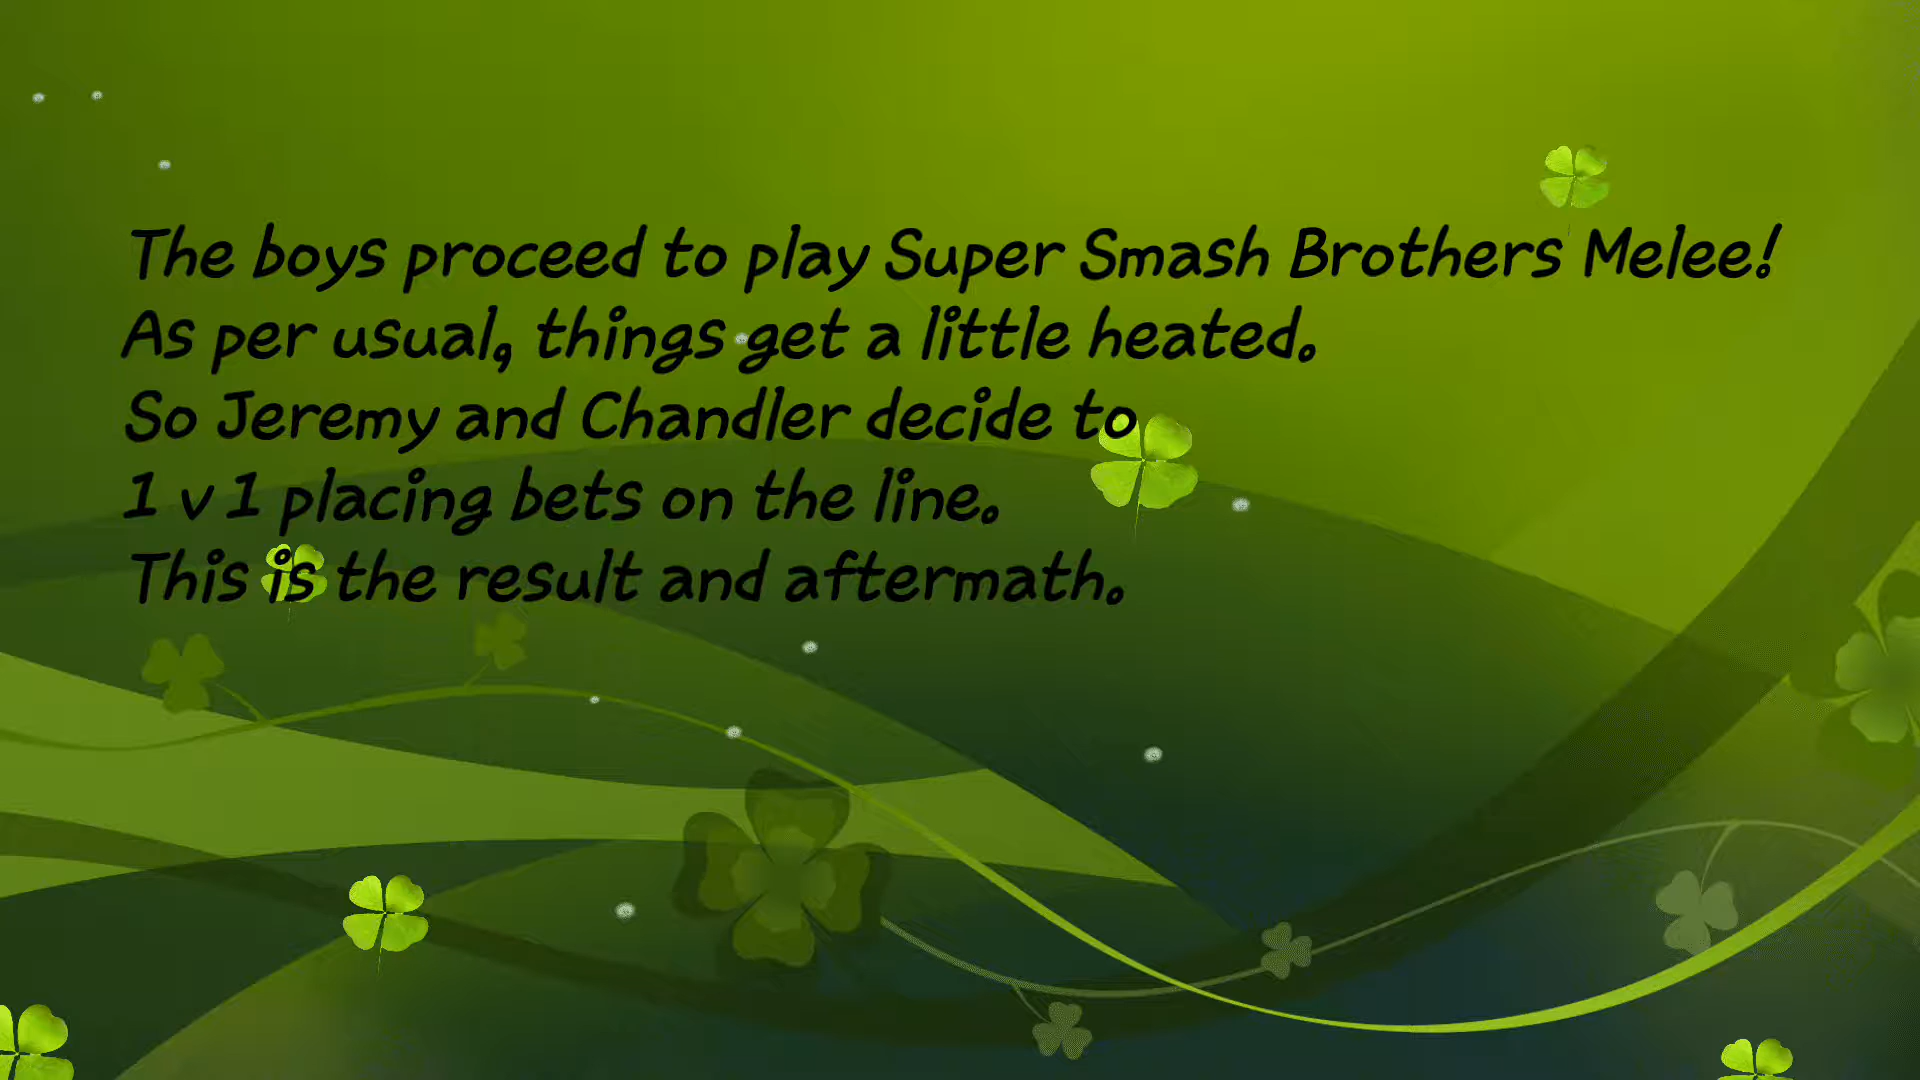 The boys proceed to play Super Smash Brothers Melee!
As per usual, things get a little heated.
So Jeremy and Chandler decide to
1 v 1 placing bets on the line.
This is the result and aftermath.